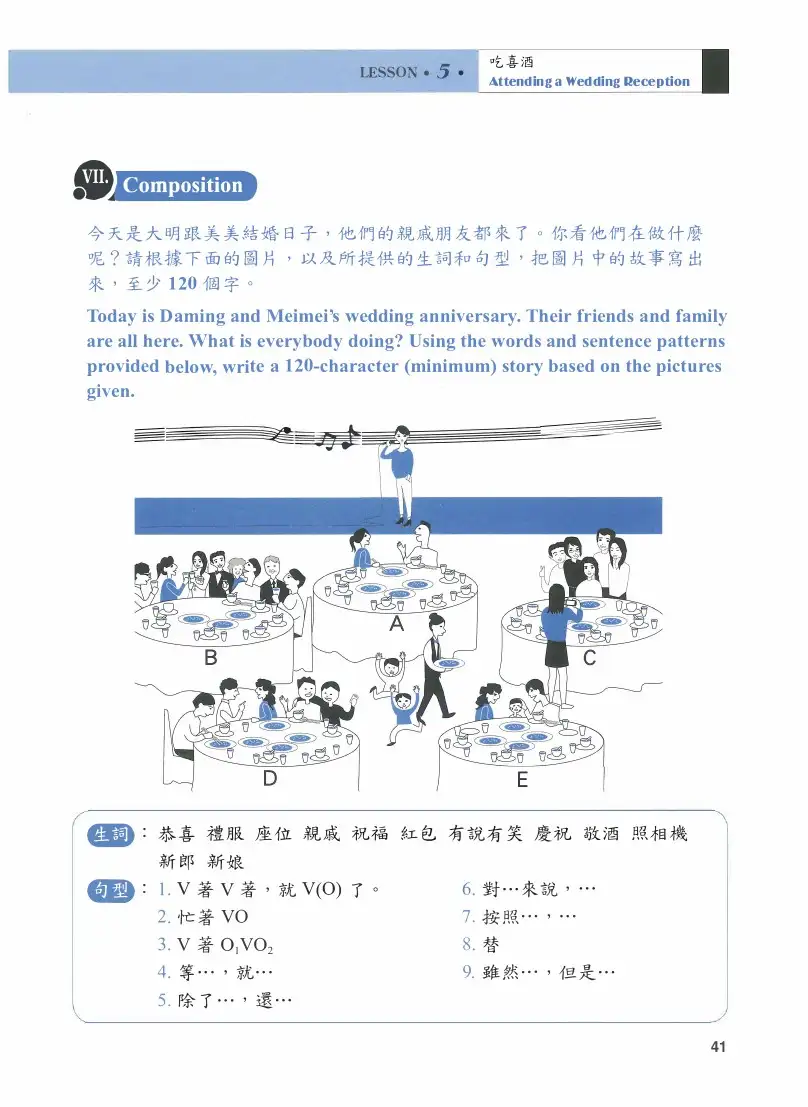 LESSON • 5 •
吃喜酒
Attending a Wedding Reception
VII. Composition
今天是大明跟美美結婚日子，他們的親戚朋友都來了。你看他們在做什麼
呢？請根據下面的圖片，以及所提供的生詞和句型，把圖片中的故事寫出
來，至少 120 個字。
Today is Daming and Meimei’s wedding anniversary. Their friends and family
are all here. What is everybody doing? Using the words and sentence patterns
provided below, write a 120-character (minimum) story based on the pictures
given.
A
B
C
D
E
生詞：恭喜 禮服 座位 親戚 祝福 紅包 有說有笑 慶祝 敬酒 照相機
新郎 新娘
句型：1. V 著 V 著，就 V(O) 了。
2. 忙著 VO
3. V 著 O₁VO₂
4. 等…，就…
5. 除了…，還…
6. 對…來說，…
7. 按照…，…
8. 替
9. 雖然…，但是…
41